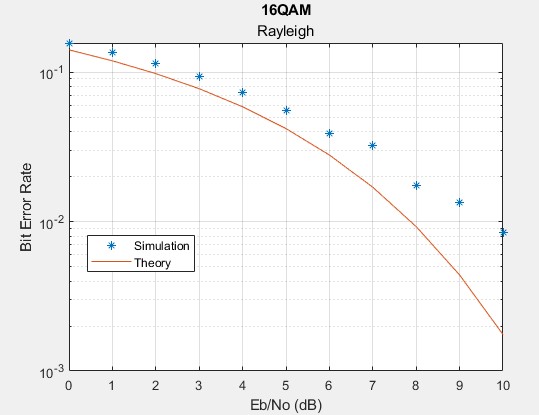 16QAM
Rayleigh
10^-1
10^-2
10^-3
Bit Error Rate
Simulation
Theory
0 1 2 3 4 5 6 7 8 9 10
Eb/No (dB)